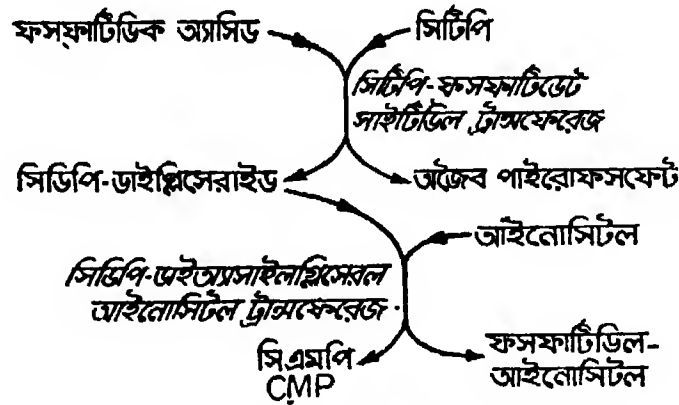 ফসফাটিডিক অ্যাসিড
সিটিপি
সিটিপি-ফসফাটিডেট
সাইটিডিল ট্রান্সফেরেজ
সিডিপি-ডাইগ্লিসেরাইড
অজৈব পাইরোফসফেট
আইনোসিটল
সিডিপি-ডাইঅ্যাসাইলগ্লিসেরল
আইনোসিটল ট্রান্সফেরেজ
সিএমপি
CMP
ফসফাটিডিল-
আইনোসিটল